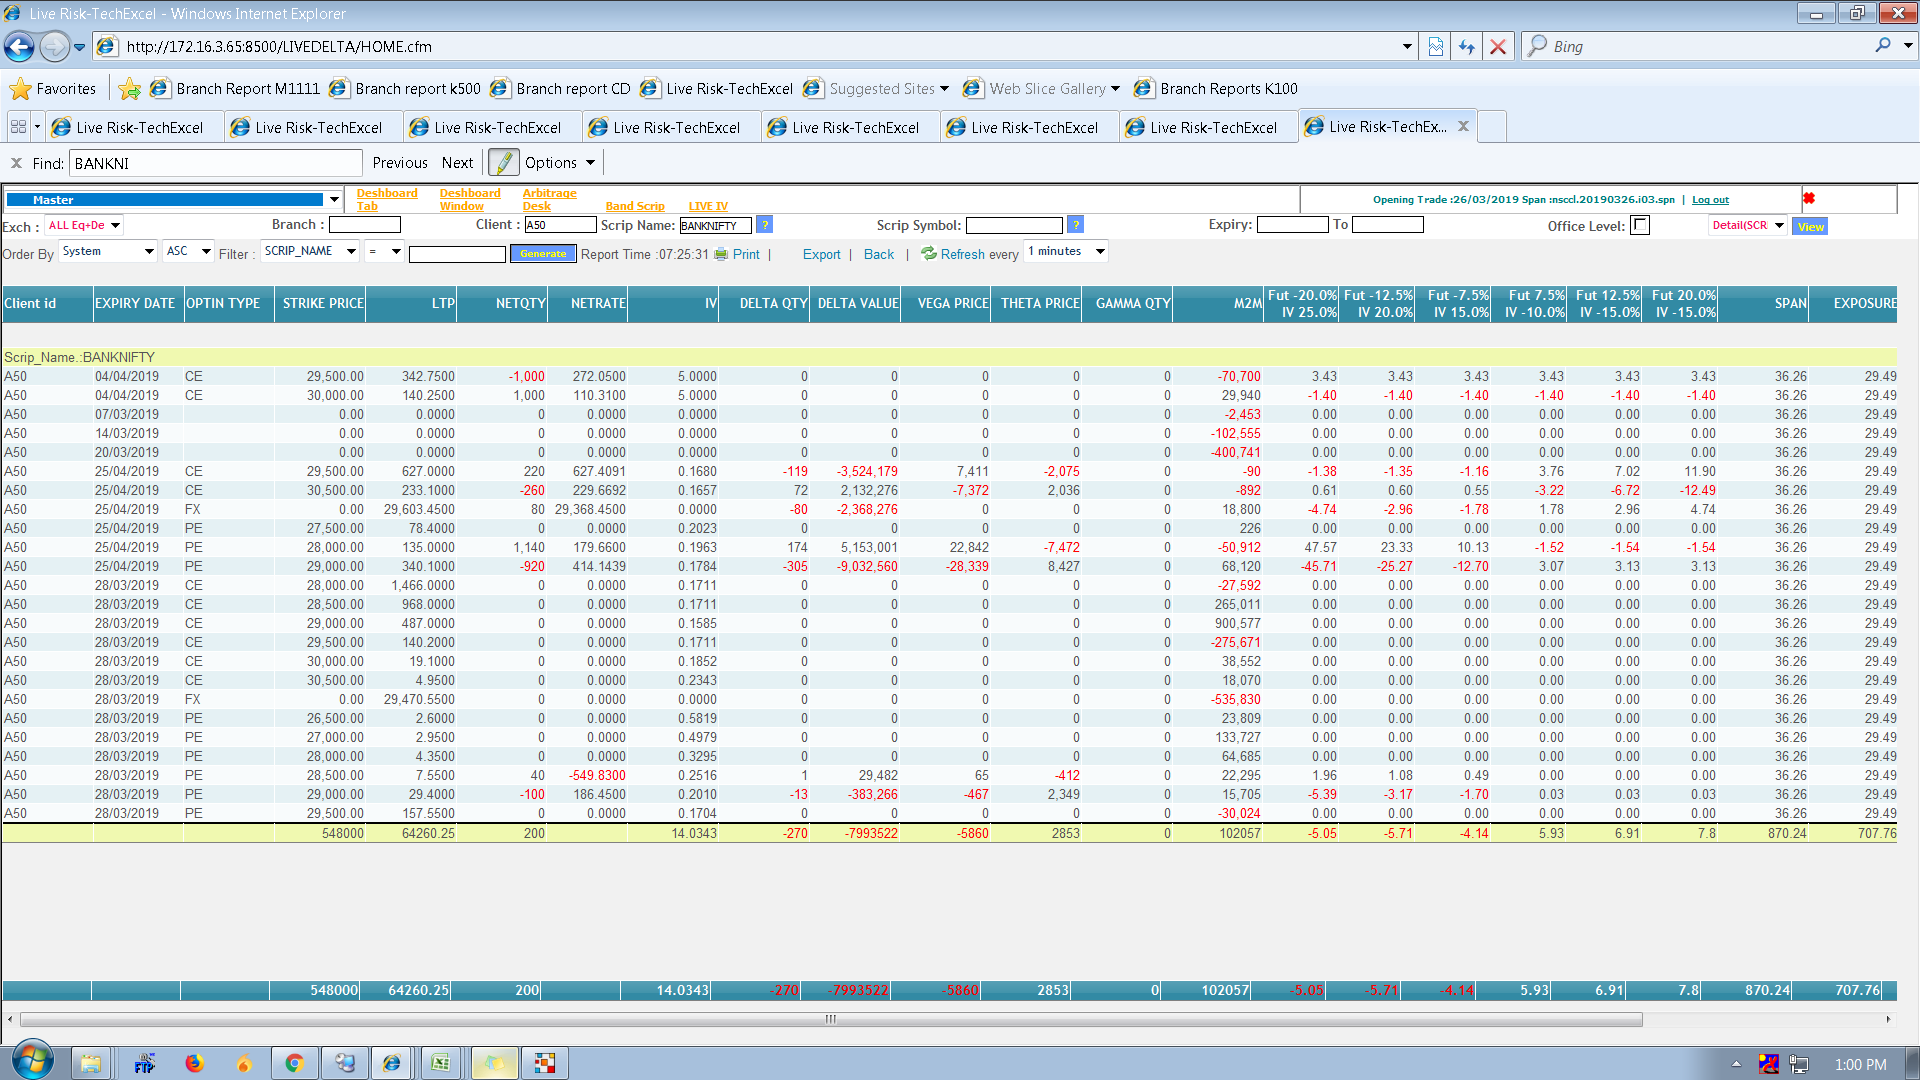 Live Risk-TechExcel - Windows Internet Explorer
http://172.16.3.65:8500/LIVEDELTA/HOME.cfm
Bing
Favorites Branch Report M1111 Branch report k500 Branch report CD Live Risk-TechExcel Suggested Sites Web Slice Gallery Branch Reports K100
Live Risk-TechExcel Live Risk-TechExcel Live Risk-TechExcel Live Risk-TechExcel Live Risk-TechExcel Live Risk-TechExcel Live Risk-TechExcel Live Risk-TechEx...
x Find: BANKNI Previous Next Options
Master Deshboard Tab Deshboard Window Arbitrage Desk Band Scrip LIVE IV Opening Trade :26/03/2019 Span :nsccl.20190326.i03.spn | Log out
Exch : ALL Eq+De Branch : Client : A50 Scrip Name: BANKNIFTY ? Scrip Symbol: ? Expiry: To Office Level: Detail(SCR View
Order By System ASC Filter : SCRIP_NAME = Generate Report Time :07:25:31 Print | Export | Back | Refresh every 1 minutes
Client id EXPIRY DATE OPTIN TYPE STRIKE PRICE LTP NETQTY NETRATE IV DELTA QTY DELTA VALUE VEGA PRICE THETA PRICE GAMMA QTY M2M Fut -20.0% IV 25.0% Fut -12.5% IV 20.0% Fut -7.5% IV 15.0% Fut 7.5% IV -10.0% Fut 12.5% IV -15.0% Fut 20.0% IV -15.0% SPAN EXPOSURE
Scrip_Name.:BANKNIFTY
A50 04/04/2019 CE 29,500.00 342.7500 -1,000 272.0500 5.0000 0 0 0 0 0 -70,700 3.43 3.43 3.43 3.43 3.43 3.43 36.26 29.49
A50 04/04/2019 CE 30,000.00 140.2500 1,000 110.3100 5.0000 0 0 0 0 0 29,940 -1.40 -1.40 -1.40 -1.40 -1.40 -1.40 36.26 29.49
A50 07/03/2019 0.00 0.0000 0 0.0000 0.0000 0 0 0 0 0 -2,453 0.00 0.00 0.00 0.00 0.00 0.00 36.26 29.49
A50 14/03/2019 0.00 0.0000 0 0.0000 0.0000 0 0 0 0 0 -102,555 0.00 0.00 0.00 0.00 0.00 0.00 36.26 29.49
A50 20/03/2019 0.00 0.0000 0 0.0000 0.0000 0 0 0 0 0 -400,741 0.00 0.00 0.00 0.00 0.00 0.00 36.26 29.49
A50 25/04/2019 CE 29,500.00 627.0000 220 627.4091 0.1680 -119 -3,524,179 7,411 -2,075 0 -90 -1.38 -1.35 -1.16 3.76 7.02 11.90 36.26 29.49
A50 25/04/2019 CE 30,500.00 233.1000 -260 229.6692 0.1657 72 2,132,276 -7,372 2,036 0 -892 0.61 0.60 0.55 -3.22 -6.72 -12.49 36.26 29.49
A50 25/04/2019 FX 0.00 29,603.4500 80 29,368.4500 0.0000 -80 -2,368,276 0 0 0 18,800 -4.74 -2.96 -1.78 1.78 2.96 4.74 36.26 29.49
A50 25/04/2019 PE 27,500.00 78.4000 0 0.0000 0.2023 0 0 0 0 0 226 0.00 0.00 0.00 0.00 0.00 0.00 36.26 29.49
A50 25/04/2019 PE 28,000.00 135.0000 1,140 179.6600 0.1963 174 5,153,001 22,842 -7,472 0 -50,912 47.57 23.33 10.13 -1.52 -1.54 -1.54 36.26 29.49
A50 25/04/2019 PE 29,000.00 340.1000 -920 414.1439 0.1784 -305 -9,032,560 -28,339 8,427 0 68,120 -45.71 -25.27 -12.70 3.07 3.13 3.13 36.26 29.49
A50 28/03/2019 CE 28,000.00 1,466.0000 0 0.0000 0.1711 0 0 0 0 0 -27,592 0.00 0.00 0.00 0.00 0.00 0.00 36.26 29.49
A50 28/03/2019 CE 28,500.00 968.0000 0 0.0000 0.1711 0 0 0 0 0 265,011 0.00 0.00 0.00 0.00 0.00 0.00 36.26 29.49
A50 28/03/2019 CE 29,000.00 487.0000 0 0.0000 0.1585 0 0 0 0 0 900,577 0.00 0.00 0.00 0.00 0.00 0.00 36.26 29.49
A50 28/03/2019 CE 29,500.00 140.2000 0 0.0000 0.1711 0 0 0 0 0 -275,671 0.00 0.00 0.00 0.00 0.00 0.00 36.26 29.49
A50 28/03/2019 CE 30,000.00 19.1000 0 0.0000 0.1852 0 0 0 0 0 38,552 0.00 0.00 0.00 0.00 0.00 0.00 36.26 29.49
A50 28/03/2019 CE 30,500.00 4.9500 0 0.0000 0.2343 0 0 0 0 0 18,070 0.00 0.00 0.00 0.00 0.00 0.00 36.26 29.49
A50 28/03/2019 FX 0.00 29,470.5500 0 0.0000 0.0000 0 0 0 0 0 -535,830 0.00 0.00 0.00 0.00 0.00 0.00 36.26 29.49
A50 28/03/2019 PE 26,500.00 2.6000 0 0.0000 0.5819 0 0 0 0 0 23,809 0.00 0.00 0.00 0.00 0.00 0.00 36.26 29.49
A50 28/03/2019 PE 27,000.00 2.9500 0 0.0000 0.4979 0 0 0 0 0 133,727 0.00 0.00 0.00 0.00 0.00 0.00 36.26 29.49
A50 28/03/2019 PE 28,000.00 4.3500 0 0.0000 0.3295 0 0 0 0 0 64,685 0.00 0.00 0.00 0.00 0.00 0.00 36.26 29.49
A50 28/03/2019 PE 28,500.00 7.5500 40 -549.8300 0.2516 1 29,482 65 -412 0 22,295 1.96 1.08 0.49 0.00 0.00 0.00 36.26 29.49
A50 28/03/2019 PE 29,000.00 29.4000 -100 186.4500 0.2010 -13 -383,266 -467 2,349 0 15,705 -5.39 -3.17 -1.70 0.03 0.03 0.03 36.26 29.49
A50 28/03/2019 PE 29,500.00 157.5500 0 0.0000 0.1704 0 0 0 0 0 -30,024 0.00 0.00 0.00 0.00 0.00 0.00 36.26 29.49
548000 64260.25 200 14.0343 -270 -7993522 -5860 2853 0 102057 -5.05 -5.71 -4.14 5.93 6.91 7.8 870.24 707.76
548000 64260.25 200 14.0343 -270 -7993522 -5860 2853 0 102057 -5.05 -5.71 -4.14 5.93 6.91 7.8 870.24 707.76
FTP 1:00 PM